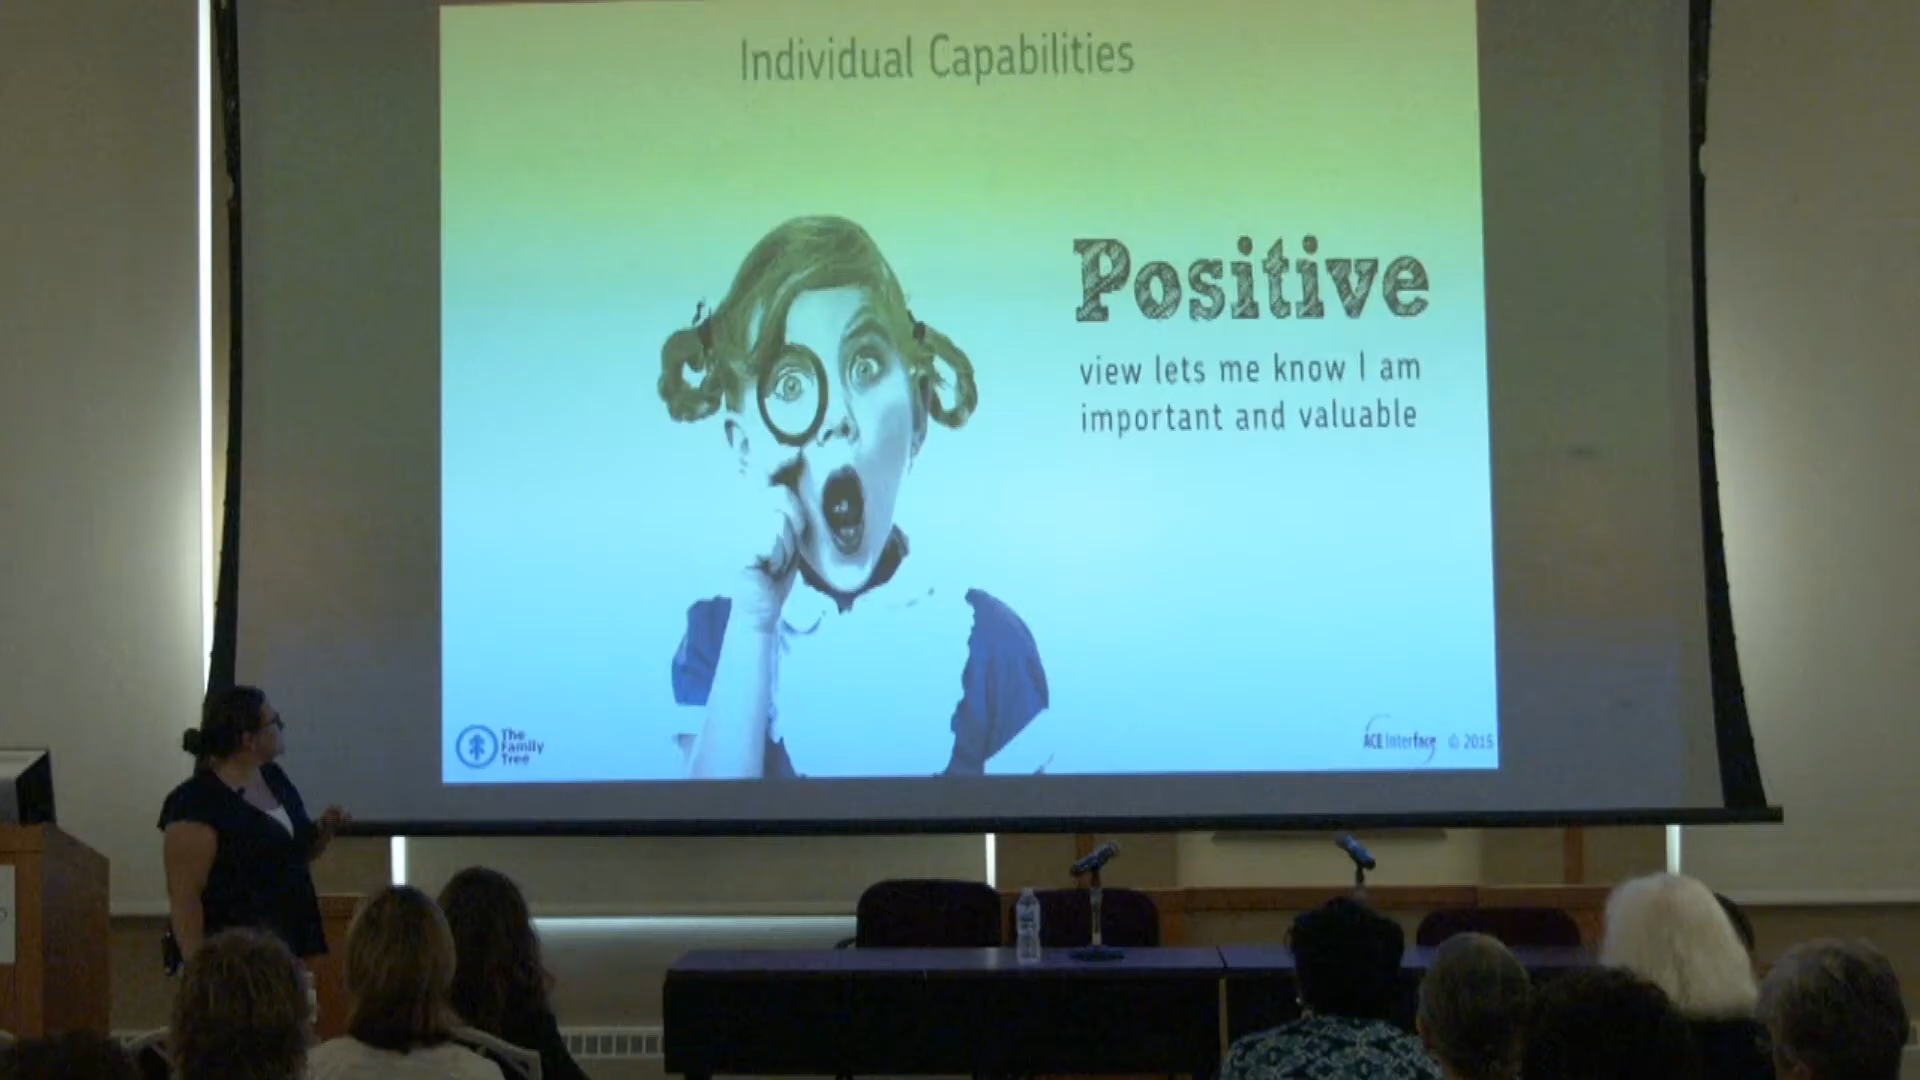 Individual Capabilities
Positive
view lets me know I am
important and valuable
The
Family
Tree
ACE Interface © 2015